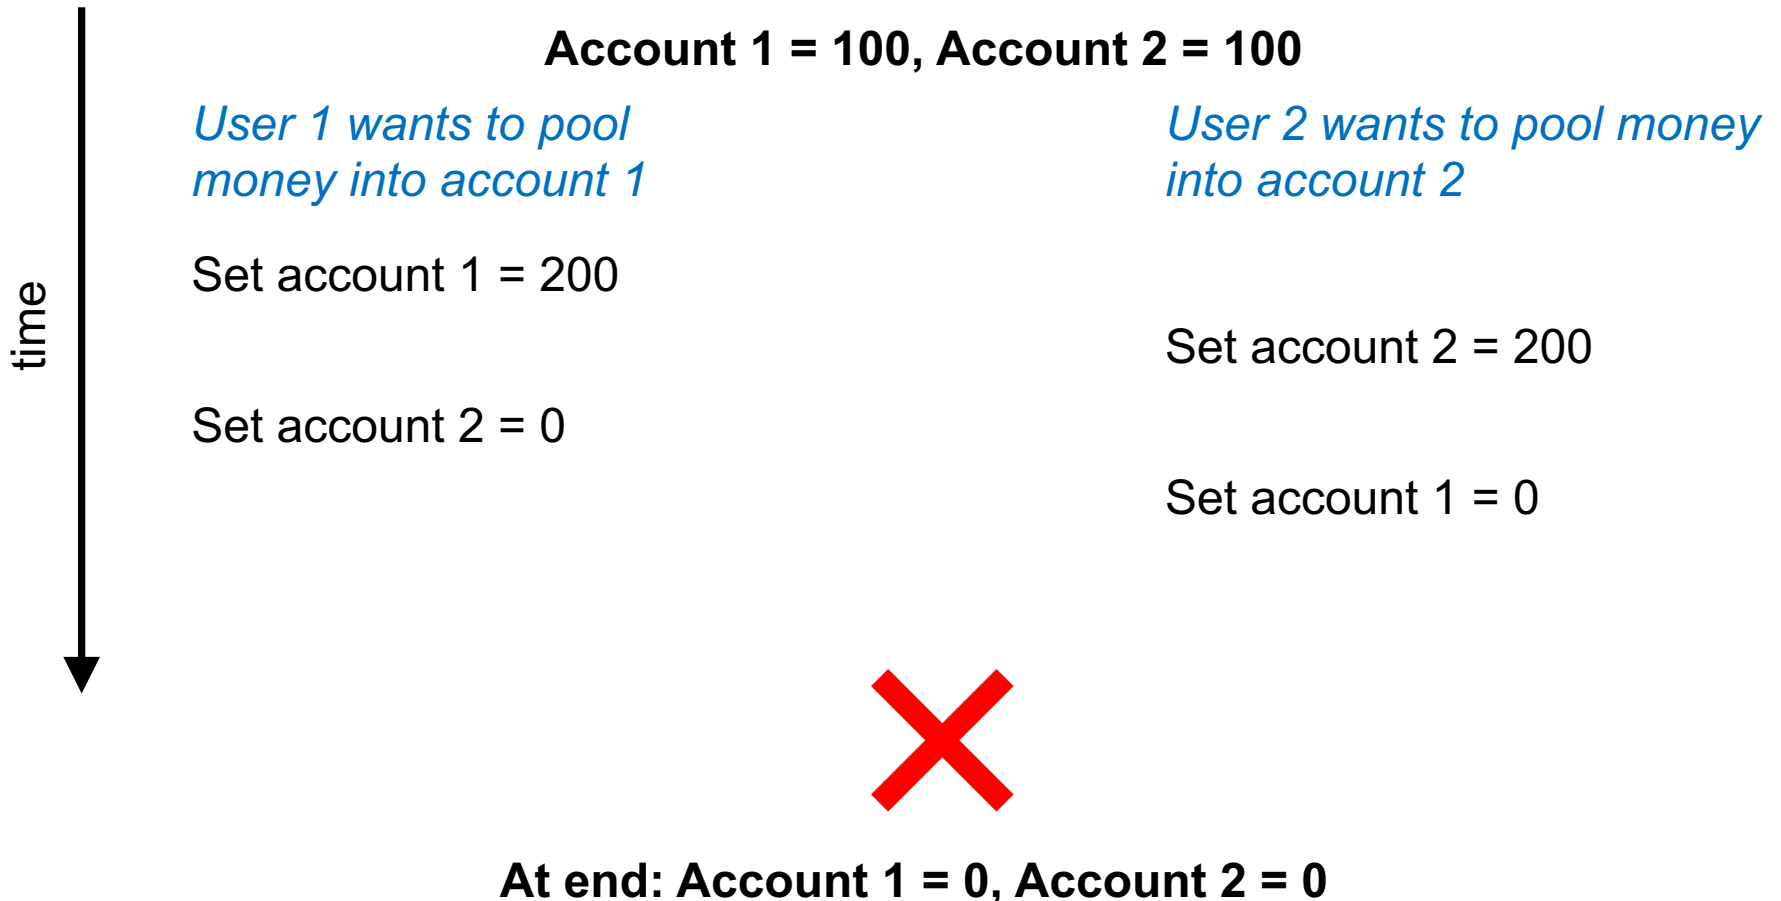 Account 1 = 100, Account 2 = 100
User 1 wants to pool
money into account 1
User 2 wants to pool money
into account 2
time
Set account 1 = 200
Set account 2 = 200
Set account 2 = 0
Set account 1 = 0
At end: Account 1 = 0, Account 2 = 0